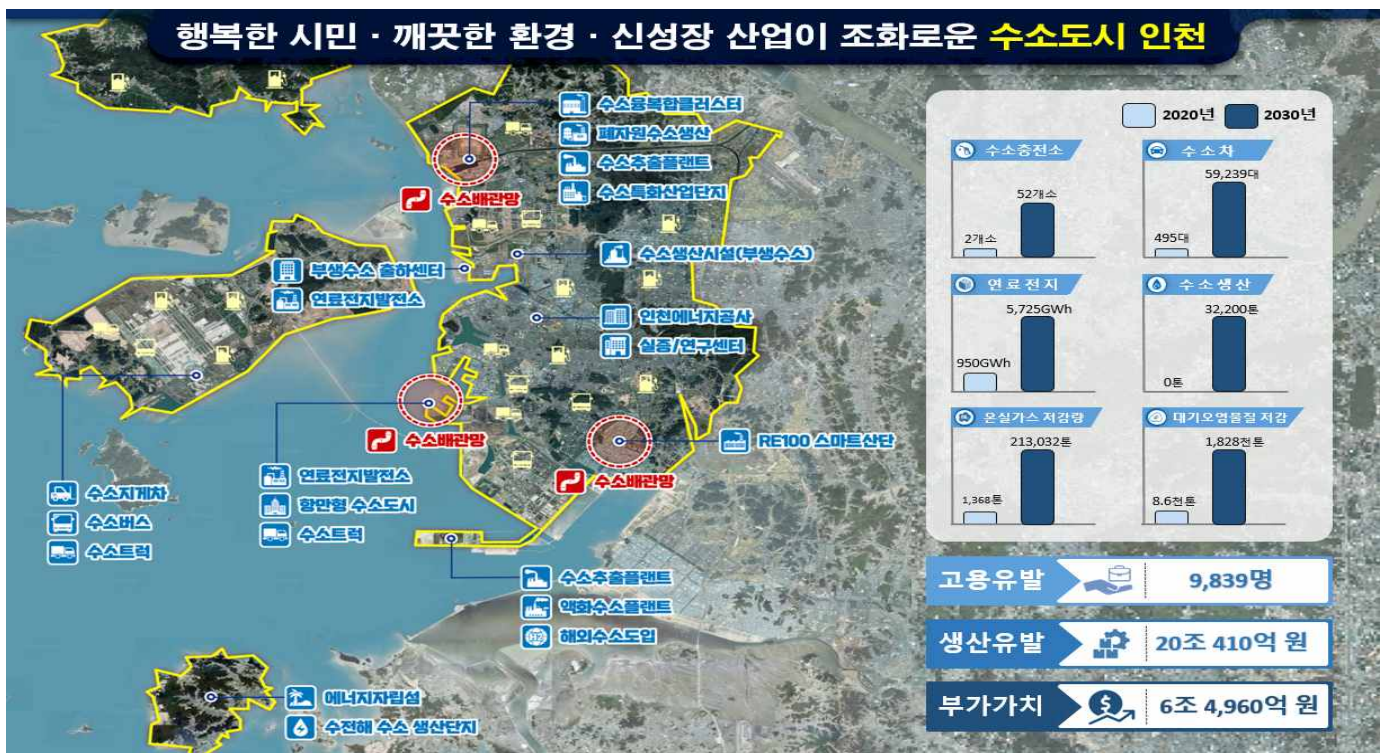 행복한 시민 · 깨끗한 환경 · 신성장 산업이 조화로운 수소도시 인천
수소융복합클러스터
폐자원수소생산
수소추출플랜트
수소특화산업단지
수소배관망
수소생산시설(부생수소)
부생수소 출하센터
연료전지발전소
인천에너지공사
실증/연구센터
수소배관망
RE100 스마트산단
수소배관망
수소지게차
수소버스
수소트럭
연료전지발전소
항만형 수소도시
수소트럭
수소추출플랜트
액화수소플랜트
해외수소도입
에너지자립섬
수전해 수소 생산단지
2020년 2030년
수소충전소
2개소
52개소
수소차
495대
59,239대
연료전지
950GWh
5,725GWh
수소생산
0톤
32,200톤
온실가스 저감량
1,368톤
213,032톤
대기오염물질 저감
8.6천톤
1,828천톤
고용유발 9,839명
생산유발 20조 410억 원
부가가치 6조 4,960억 원